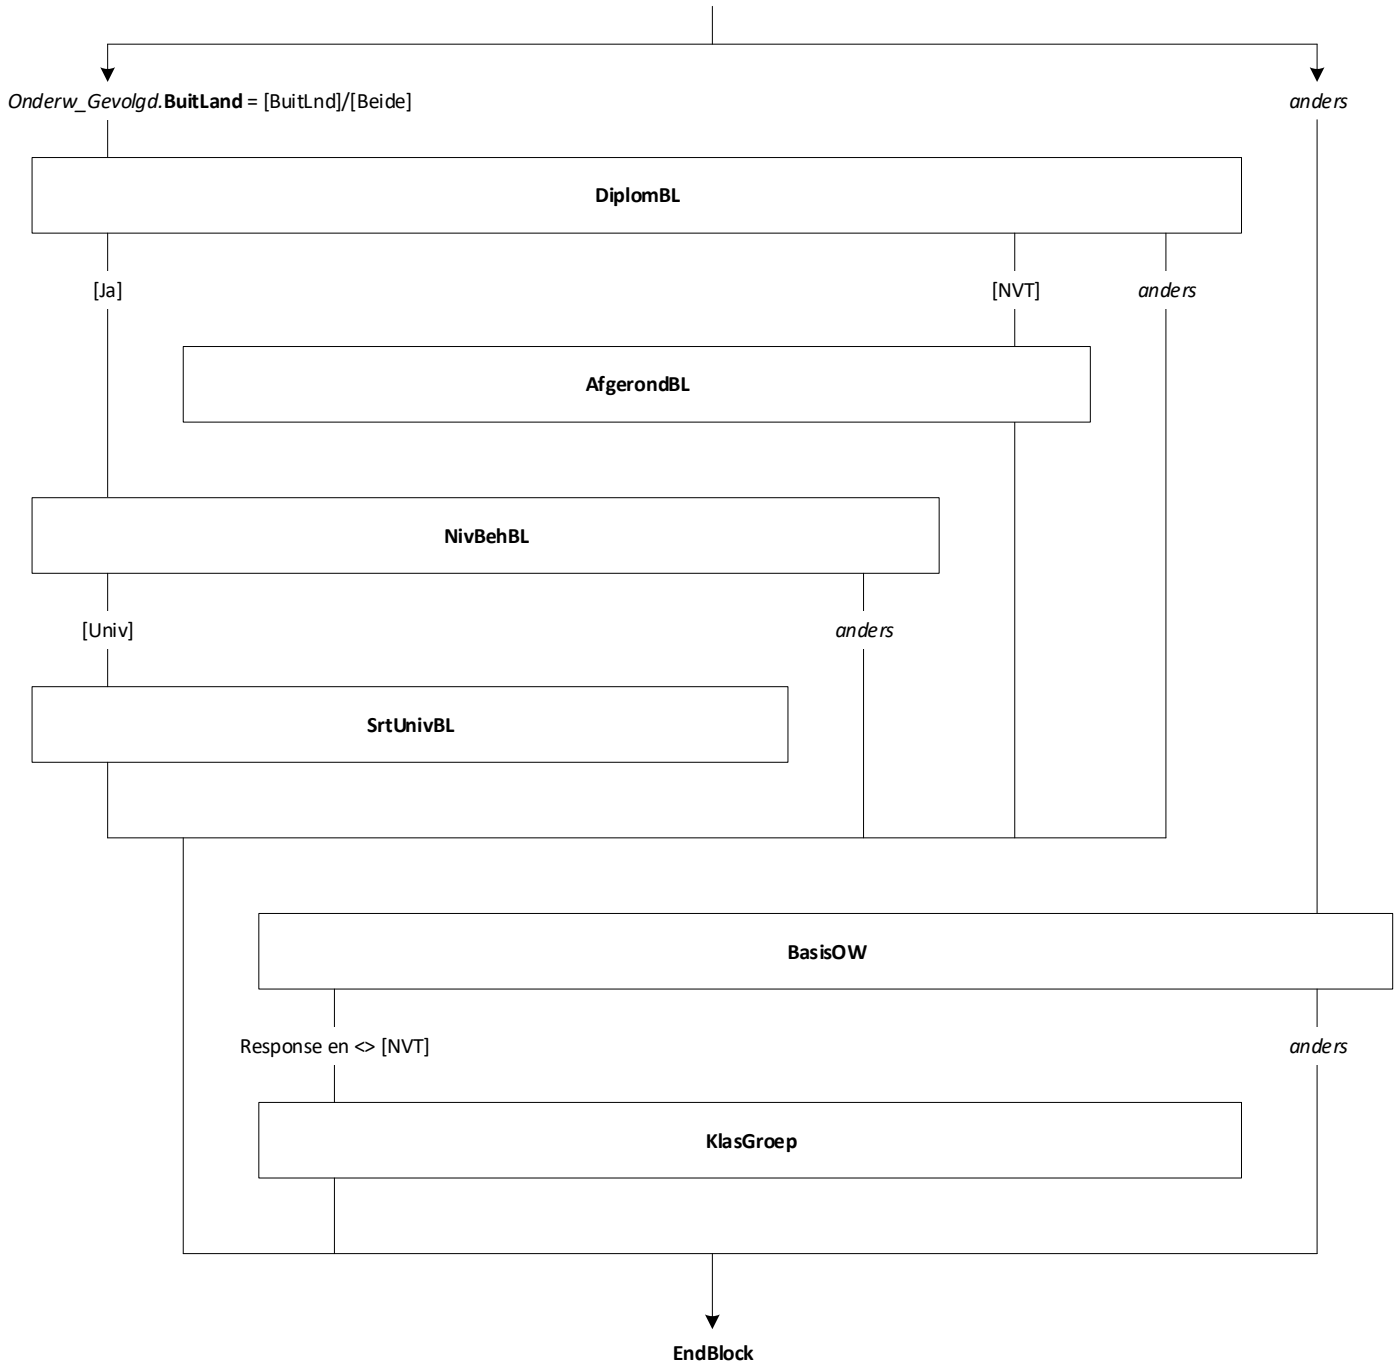 Onderw_Gevolgd.BuitLand = [BuitLnd]/[Beide]
anders
DiplomBL
[Ja]
[NVT]
anders
AfgerondBL
NivBehBL
[Univ]
anders
SrtUnivBL
BasisOW
Response en <> [NVT]
anders
KlasGroep
EndBlock